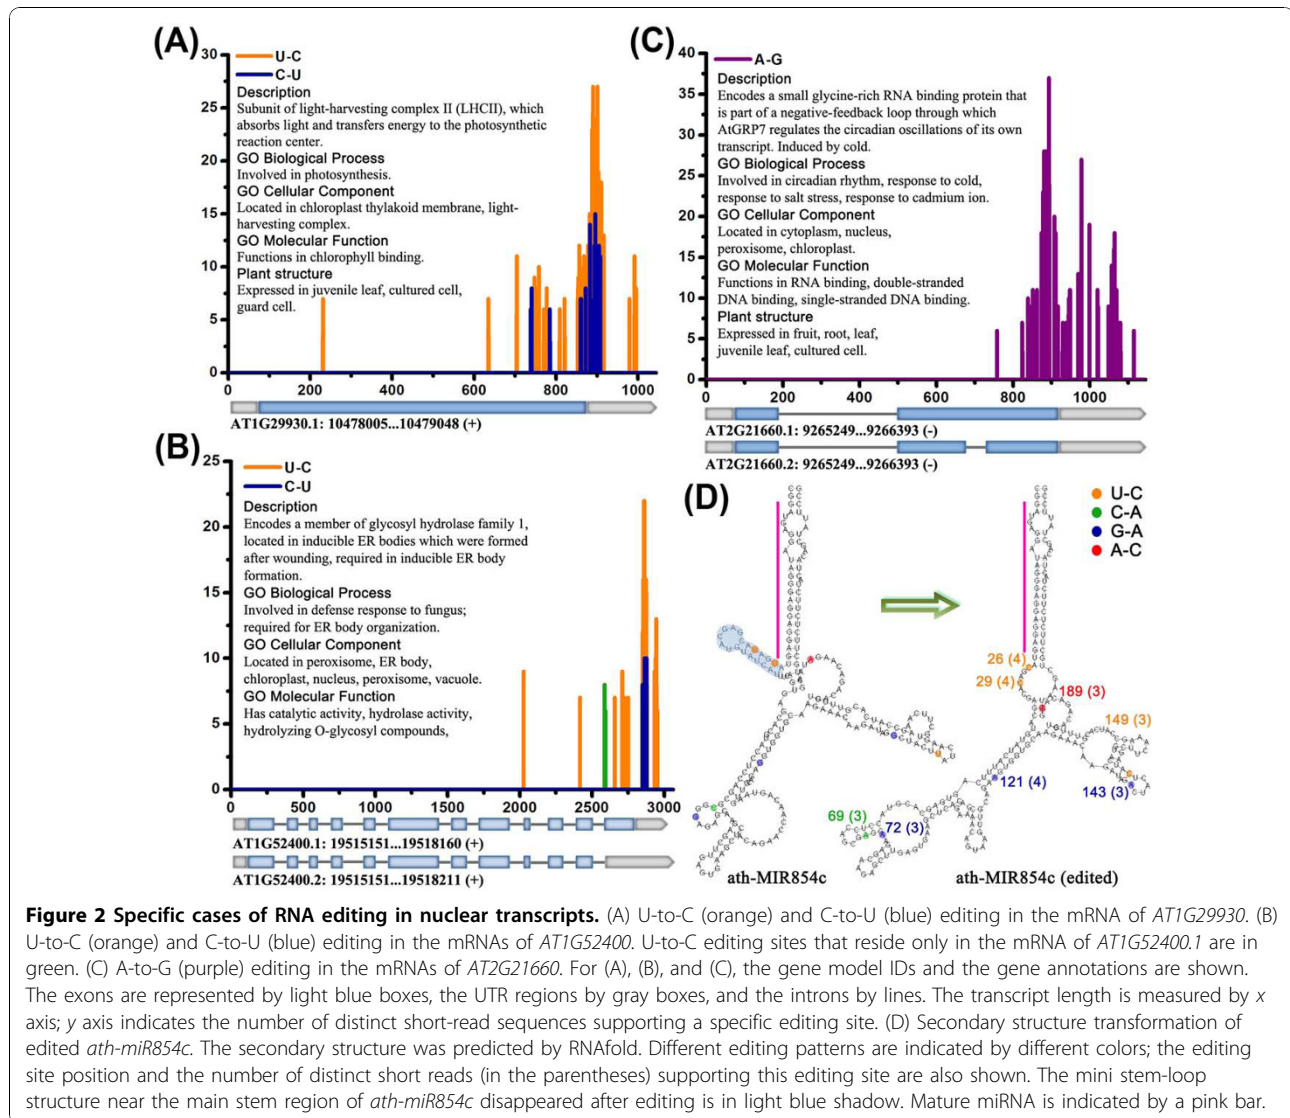 (A)
30
25
20
15
10
5
0
U-C
C-U
Description
Subunit of light-harvesting complex II (LHCII), which
absorbs light and transfers energy to the photosynthetic
reaction center.
GO Biological Process
Involved in photosynthesis.
GO Cellular Component
Located in chloroplast thylakoid membrane, light-
harvesting complex.
GO Molecular Function
Functions in chlorophyll binding.
Plant structure
Expressed in juvenile leaf, cultured cell,
guard cell.
0 200 400 600 800 1000
AT1G29930.1: 10478005...10479048 (+)
(B)
25
20
15
10
5
0
U-C
C-U
Description
Encodes a member of glycosyl hydrolase family 1,
located in inducible ER bodies which were formed
after wounding, required in inducible ER body
formation.
GO Biological Process
Involved in defense response to fungus;
required for ER body organization.
GO Cellular Component
Located in peroxisome, ER body,
chloroplast, nucleus, peroxisome, vacuole.
GO Molecular Function
Has catalytic activity, hydrolase activity,
hydrolyzing O-glycosyl compounds,
0 500 1000 1500 2000 2500 3000
AT1G52400.1: 19515151...19518160 (+)
AT1G52400.2: 19515151...19518211 (+)
(C)
40
35
30
25
20
15
10
5
0
A-G
Description
Encodes a small glycine-rich RNA binding protein that
is part of a negative-feedback loop through which
AtGRP7 regulates the circadian oscillations of its own
transcript. Induced by cold.
GO Biological Process
Involved in circadian rhythm, response to cold,
response to salt stress, response to cadmium ion.
GO Cellular Component
Located in cytoplasm, nucleus,
peroxisome, chloroplast.
GO Molecular Function
Functions in RNA binding, double-stranded
DNA binding, single-stranded DNA binding.
Plant structure
Expressed in fruit, root, leaf,
juvenile leaf, cultured cell.
0 200 400 600 800 1000
AT2G21660.1: 9265249...9266393 (-)
AT2G21660.2: 9265249...9266393 (-)
(D)
U-C
C-A
G-A
A-C
26 (4)
29 (4)
189 (3)
149 (3)
121 (4)
143 (3)
69 (3)
72 (3)
ath-MIR854c
ath-MIR854c (edited)
Figure 2 Specific cases of RNA editing in nuclear transcripts. (A) U-to-C (orange) and C-to-U (blue) editing in the mRNA of AT1G29930. (B)
U-to-C (orange) and C-to-U (blue) editing in the mRNAs of AT1G52400. U-to-C editing sites that reside only in the mRNA of AT1G52400.1 are in
green. (C) A-to-G (purple) editing in the mRNAs of AT2G21660. For (A), (B), and (C), the gene model IDs and the gene annotations are shown.
The exons are represented by light blue boxes, the UTR regions by gray boxes, and the introns by lines. The transcript length is measured by x
axis; y axis indicates the number of distinct short-read sequences supporting a specific editing site. (D) Secondary structure transformation of
edited ath-miR854c. The secondary structure was predicted by RNAfold. Different editing patterns are indicated by different colors; the editing
site position and the number of distinct short reads (in the parentheses) supporting this editing site are also shown. The mini stem-loop
structure near the main stem region of ath-miR854c disappeared after editing is in light blue shadow. Mature miRNA is indicated by a pink bar.